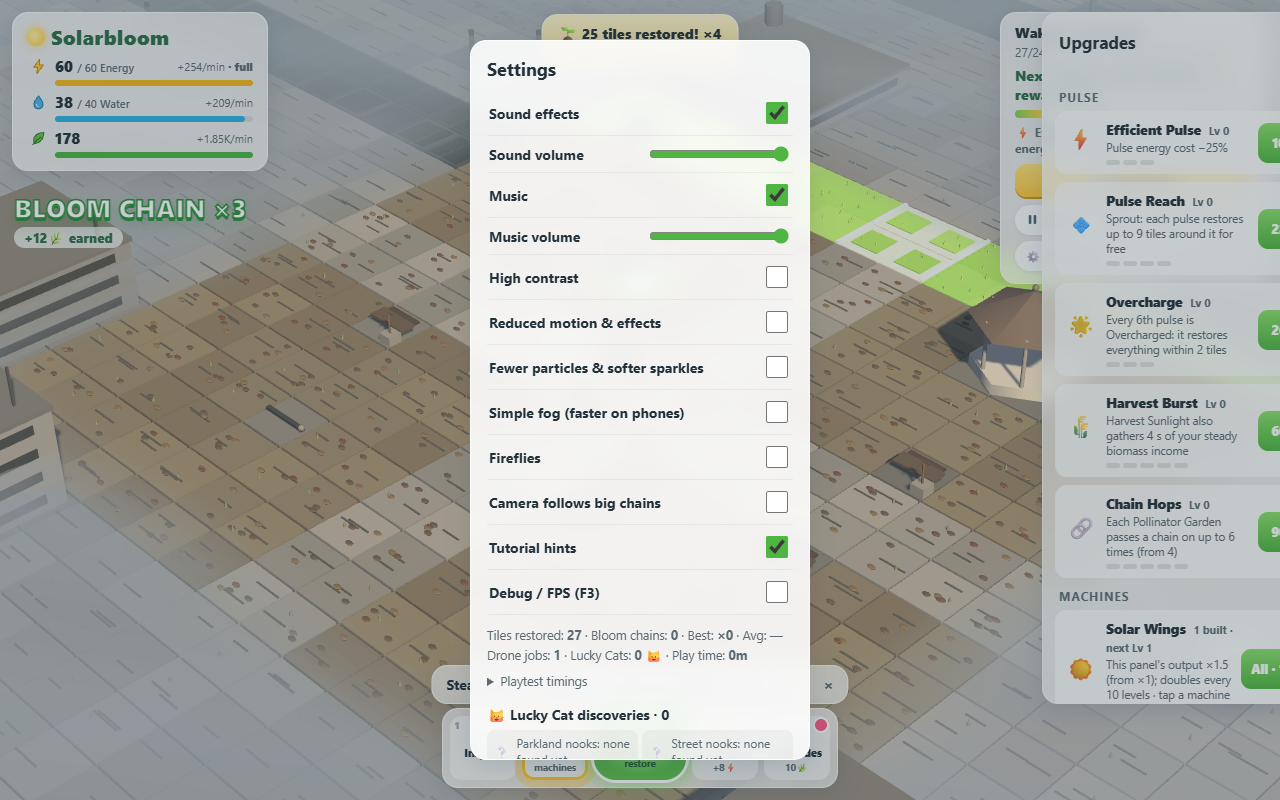 Solarbloom
60 / 60 Energy +254/min · full
38 / 40 Water +209/min
178 +1.85K/min
BLOOM CHAIN ×3
+12 earned
25 tiles restored! ×4
Settings
Sound effects
Sound volume
Music
Music volume
High contrast
Reduced motion & effects
Fewer particles & softer sparkles
Simple fog (faster on phones)
Fireflies
Camera follows big chains
Tutorial hints
Debug / FPS (F3)
Tiles restored: 27 · Bloom chains: 0 · Best: ×0 · Avg: —
Drone jobs: 1 · Lucky Cats: 0 · Play time: 0m
Playtest timings
Lucky Cat discoveries · 0
Parkland nooks: none
Street nooks: none
×
1
machines
restore
+8
10
27/24
Upgrades
PULSE
Efficient Pulse Lv 0
Pulse energy cost −25%
Pulse Reach Lv 0
Sprout: each pulse restores
up to 9 tiles around it for
free
Overcharge Lv 0
Every 6th pulse is
Overcharged: it restores
everything within 2 tiles
Harvest Burst Lv 0
Harvest Sunlight also
gathers 4 s of your steady
biomass income
Chain Hops Lv 0
Each Pollinator Garden
passes a chain on up to 6
times (from 4)
MACHINES
Solar Wings 1 built ·
next Lv 1
This panel's output ×1.5
(from ×1); doubles every
10 levels · tap a machine
All ·